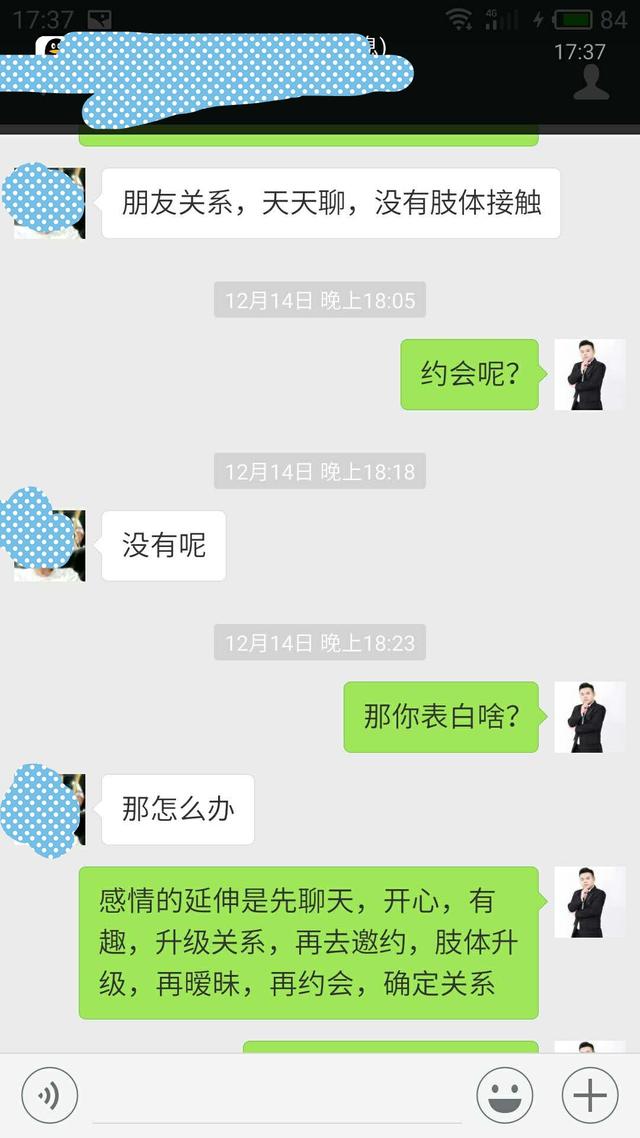 17:37
4G
84
）
17:37
朋友关系，天天聊，没有肢体接触
12月14日 晚上18:05
约会呢？
12月14日 晚上18:18
没有呢
12月14日 晚上18:23
那你表白啥？
那怎么办
感情的延伸是先聊天，开心，有
趣，升级关系，再去邀约，肢体升
级，再暧昧，再约会，确定关系